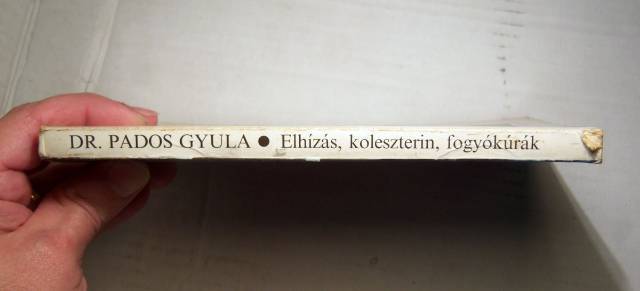 DR. PADOS GYULA ● Elhízás, koleszterin, fogyókúrák